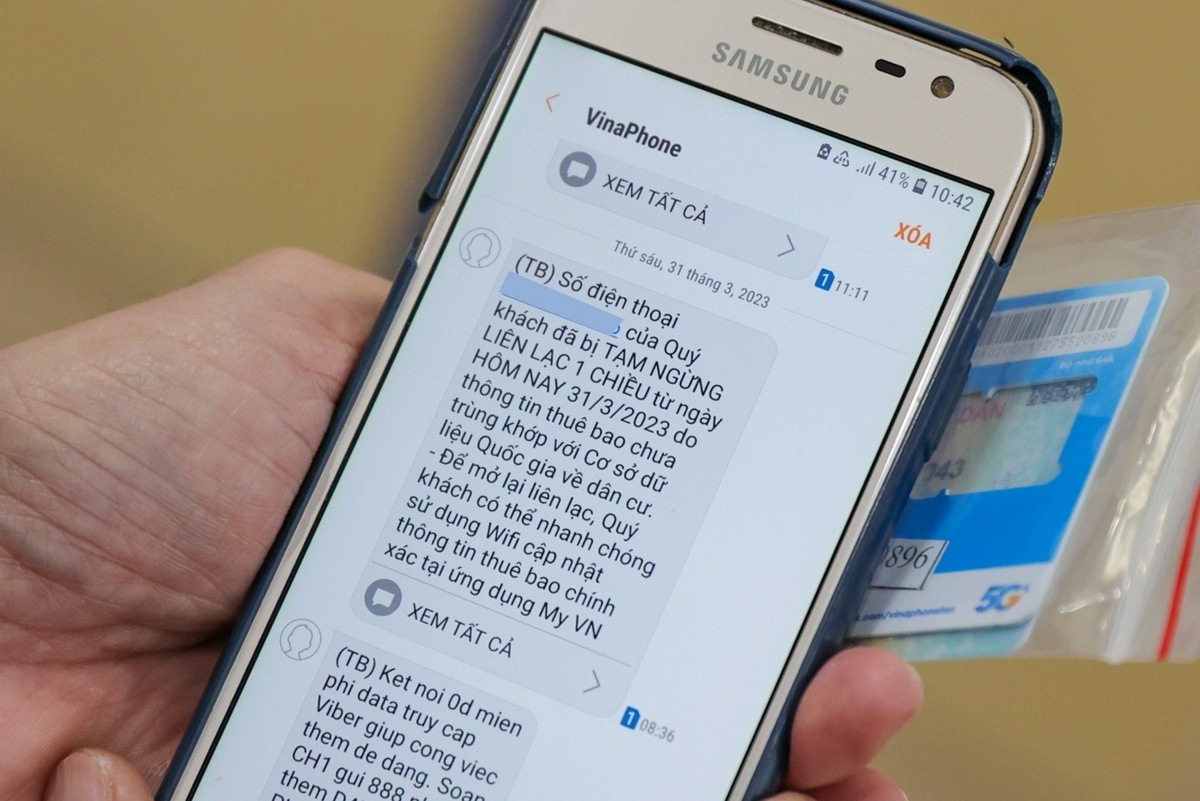 SAMSUNG
41% 10:42
VinaPhone
XÓA
XEM TẤT CẢ
11:11
Thứ sáu, 31 tháng 3, 2023
(TB) Số điện thoại
của Quý
khách đã bị TẠM NGỪNG
LIÊN LẠC 1 CHIỀU từ ngày
HÔM NAY 31/3/2023 do
thông tin thuê bao chưa
trùng khớp với Cơ sở dữ
liệu Quốc gia về dân cư.
- Để mở lại liên lạc, Quý
khách có thể nhanh chóng
sử dụng Wifi cập nhật
thông tin thuê bao chính
xác tại ứng dụng My VN
XEM TẤT CẢ
08:36
(TB) Ket noi 0d mien
phi data truy cap
Viber giup cong viec
them de dang. Soan
CH1 gui 888
them
DÂN
043
0896
5G